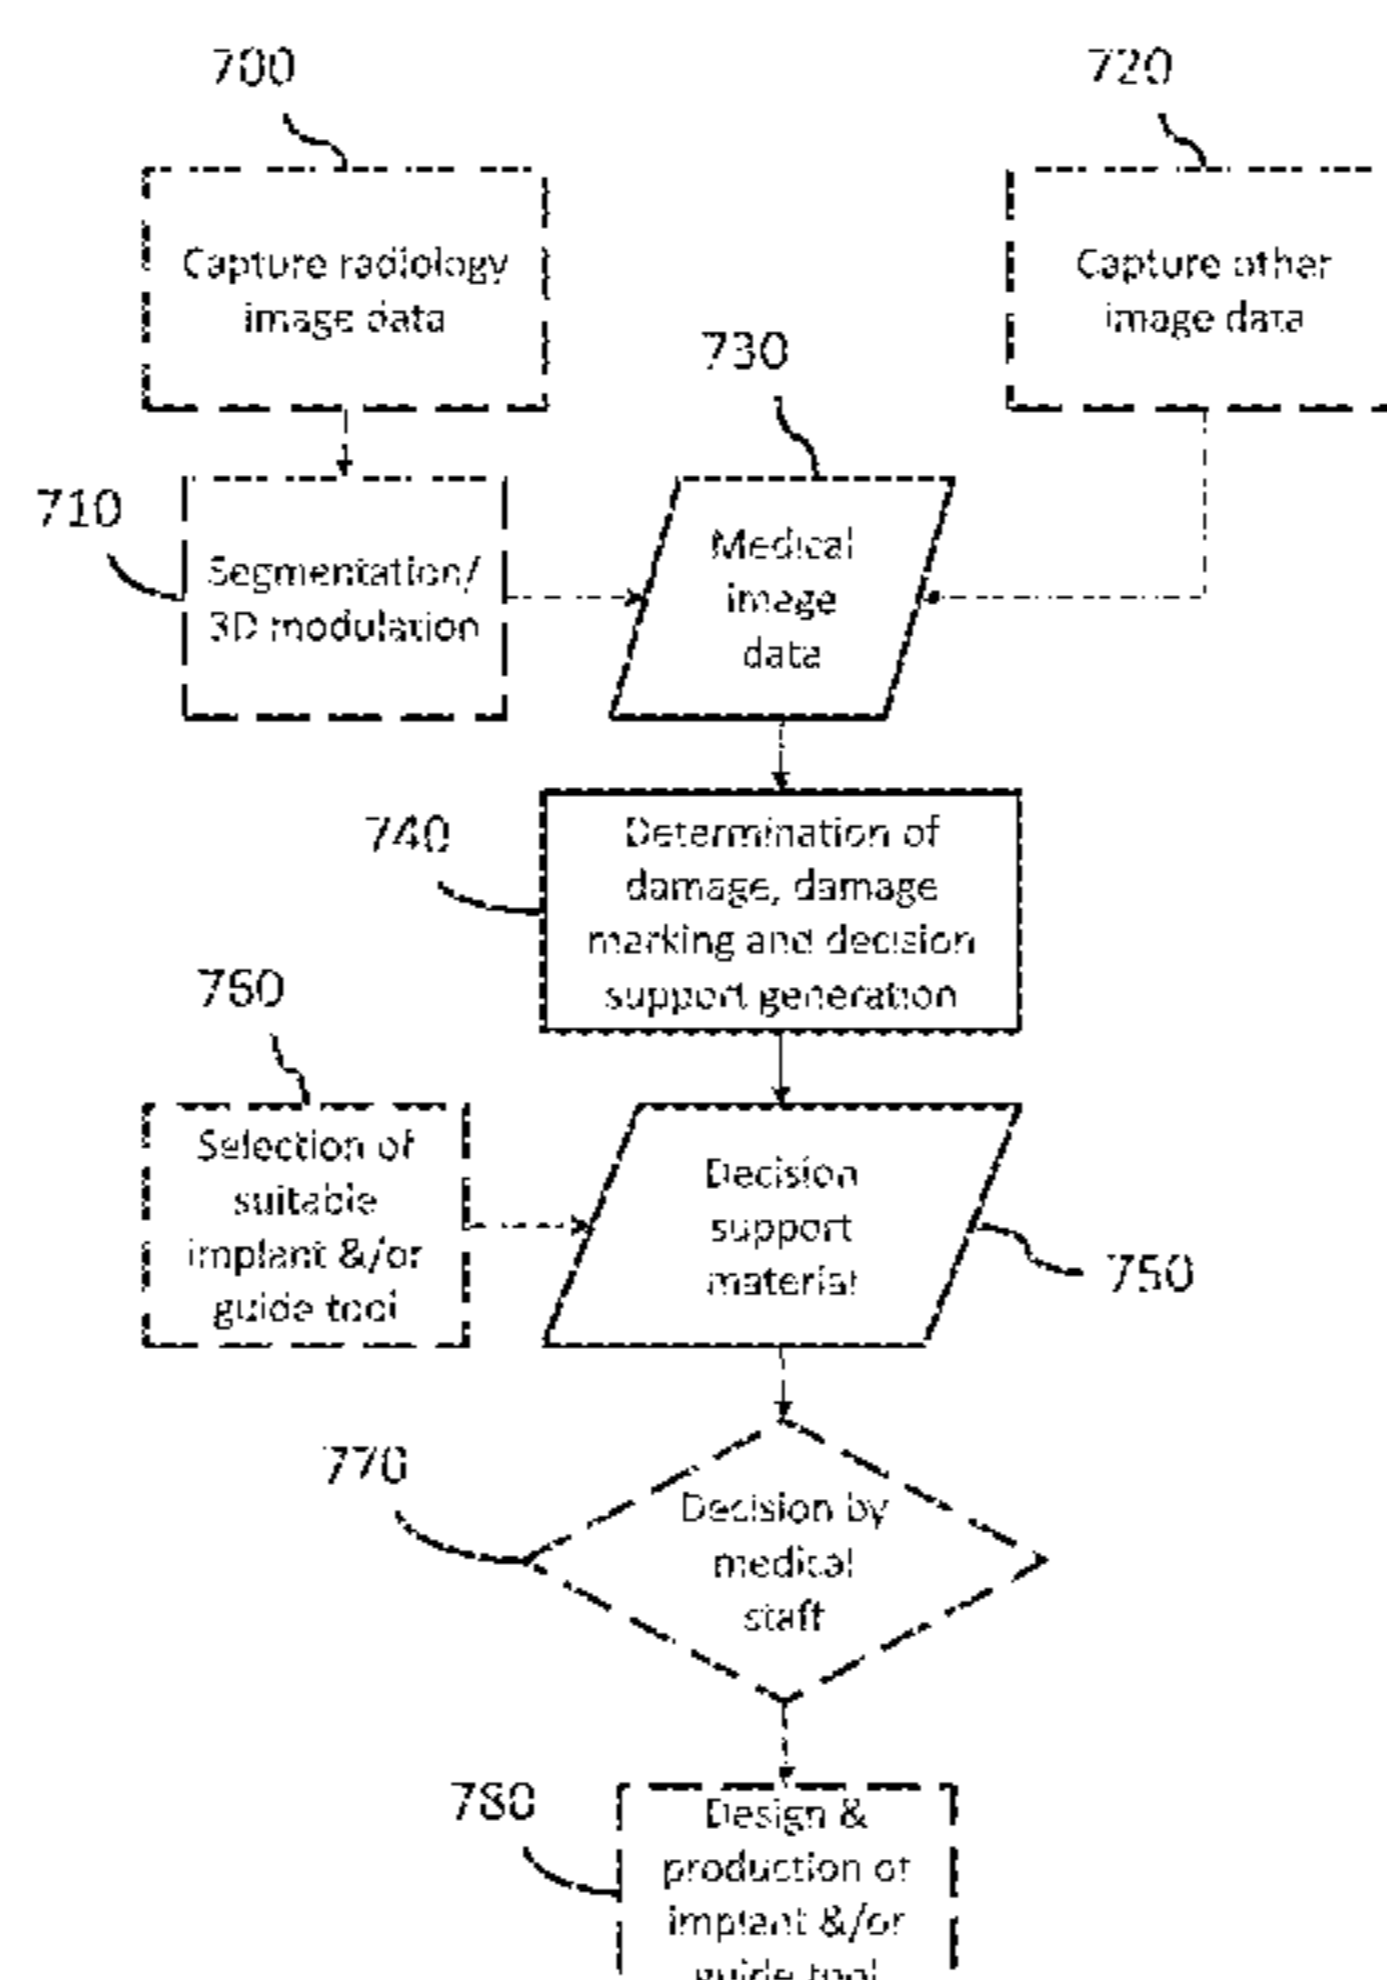 700
720
Capture radiology
image data
Capture other
image data
730
710
Segmentation/
3D modulation
Medical
image
data
740
Determination of
damage, damage
marking and decision
support generation
760
Selection of
suitable
implant &/or
guide tool
Decision
support
material
750
770
Decision by
medical
staff
780
Design &
production of
implant &/or
guide tool